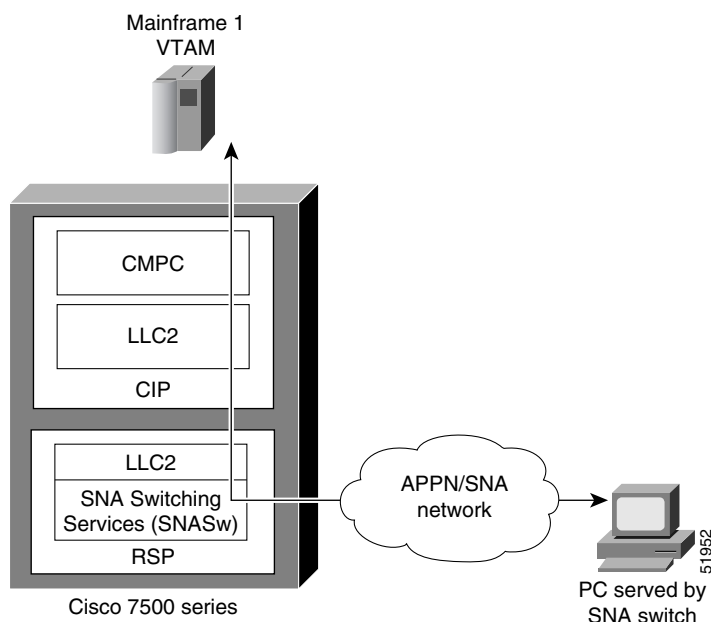 Mainframe 1
VTAM
CMPC
LLC2
CIP
LLC2
SNA Switching
Services (SNASw)
RSP
Cisco 7500 series
APPN/SNA
network
PC served by
SNA switch
51952